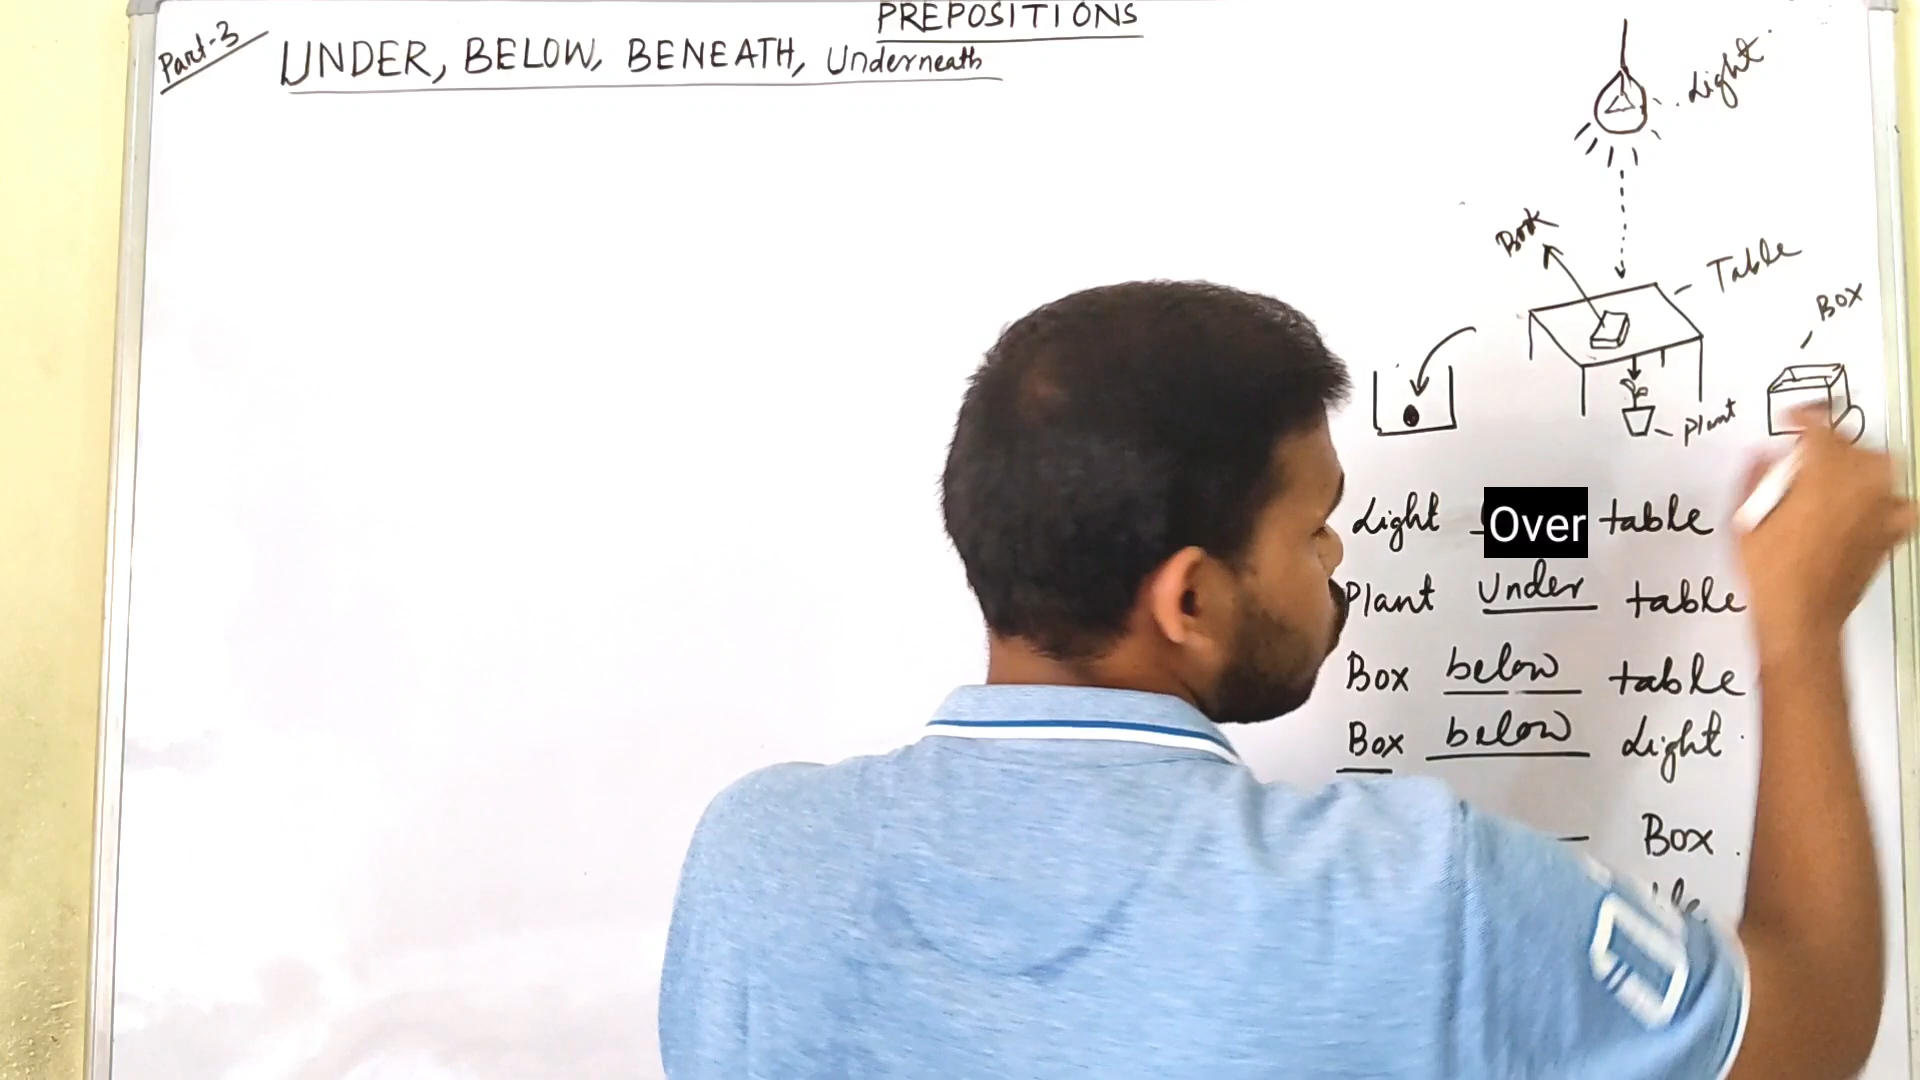 PREPOSITIONS
Part-3
UNDER, BELOW, BENEATH, Underneath
Light
Book
Table
Box
Plant
Light Over table
Plant Under table
Box below table
Box below Light
Box